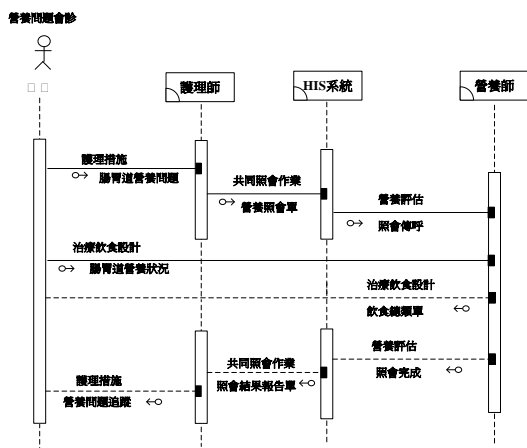 營養問題會診
護理師
HIS系統
營養師
護理措施
腸胃道營養問題
共同照會作業
營養照會單
營養評估
照會傳呼
治療飲食設計
腸胃道營養狀況
治療飲食設計
飲食總類單
營養評估
照會完成
共同照會作業
照會結果報告單
護理措施
營養問題追蹤